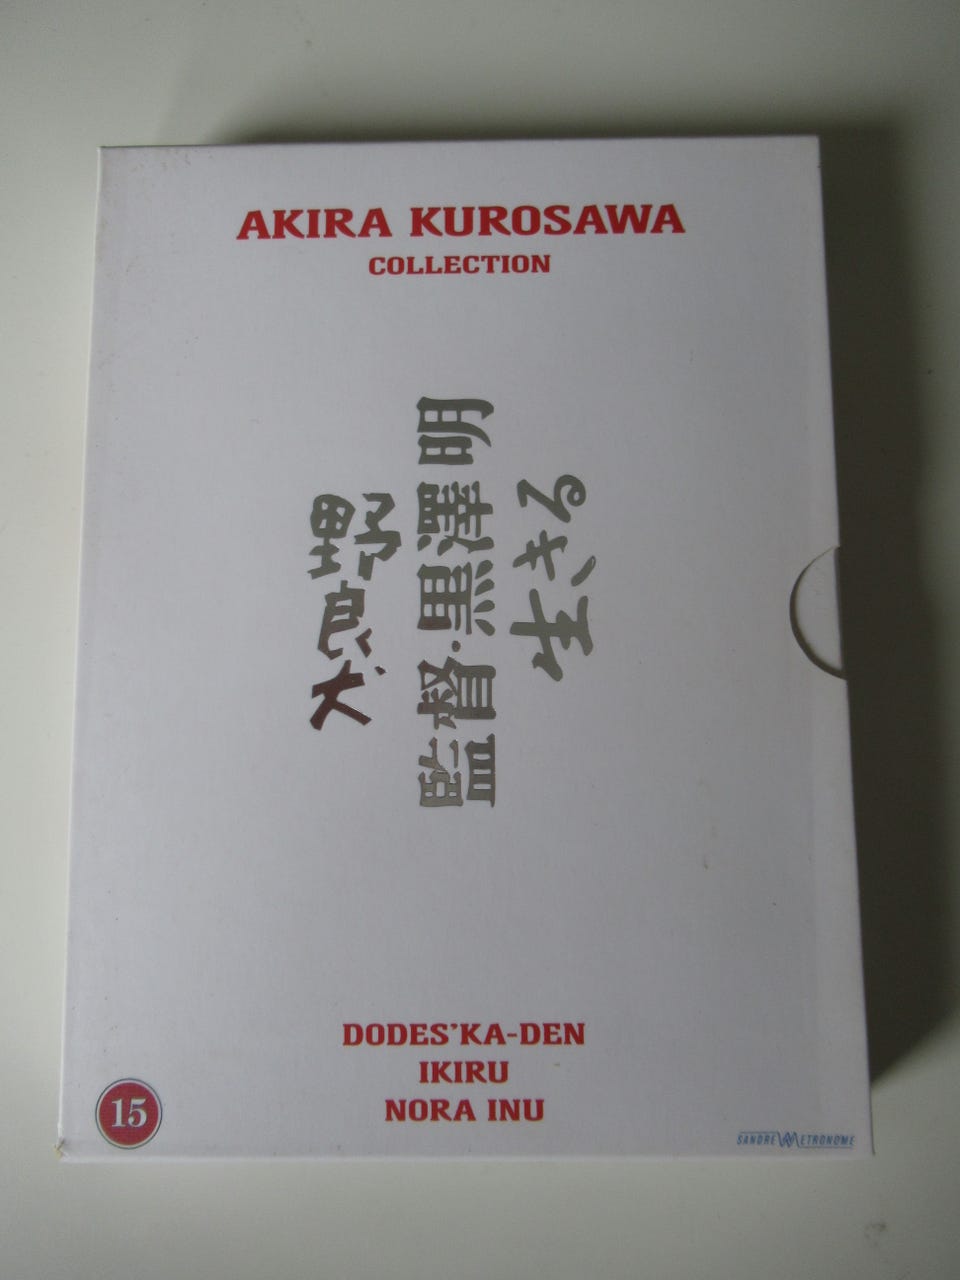 AKIRA KUROSAWA
COLLECTION
野良犬
監督・黒澤明
生きる
DODES'KA-DEN
IKIRU
NORA INU
15
SANDREW METRONOME